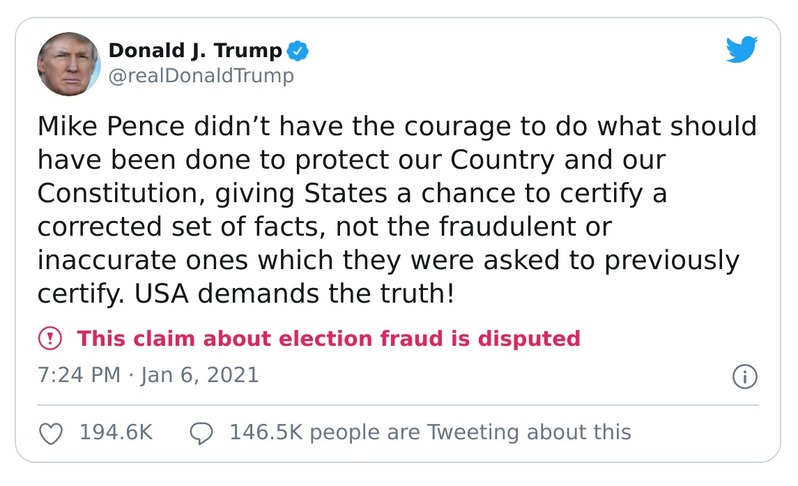 Donald J. Trump
@realDonaldTrump
Mike Pence didn’t have the courage to do what should
have been done to protect our Country and our
Constitution, giving States a chance to certify a
corrected set of facts, not the fraudulent or
inaccurate ones which they were asked to previously
certify. USA demands the truth!
This claim about election fraud is disputed
7:24 PM · Jan 6, 2021
194.6K 146.5K people are Tweeting about this